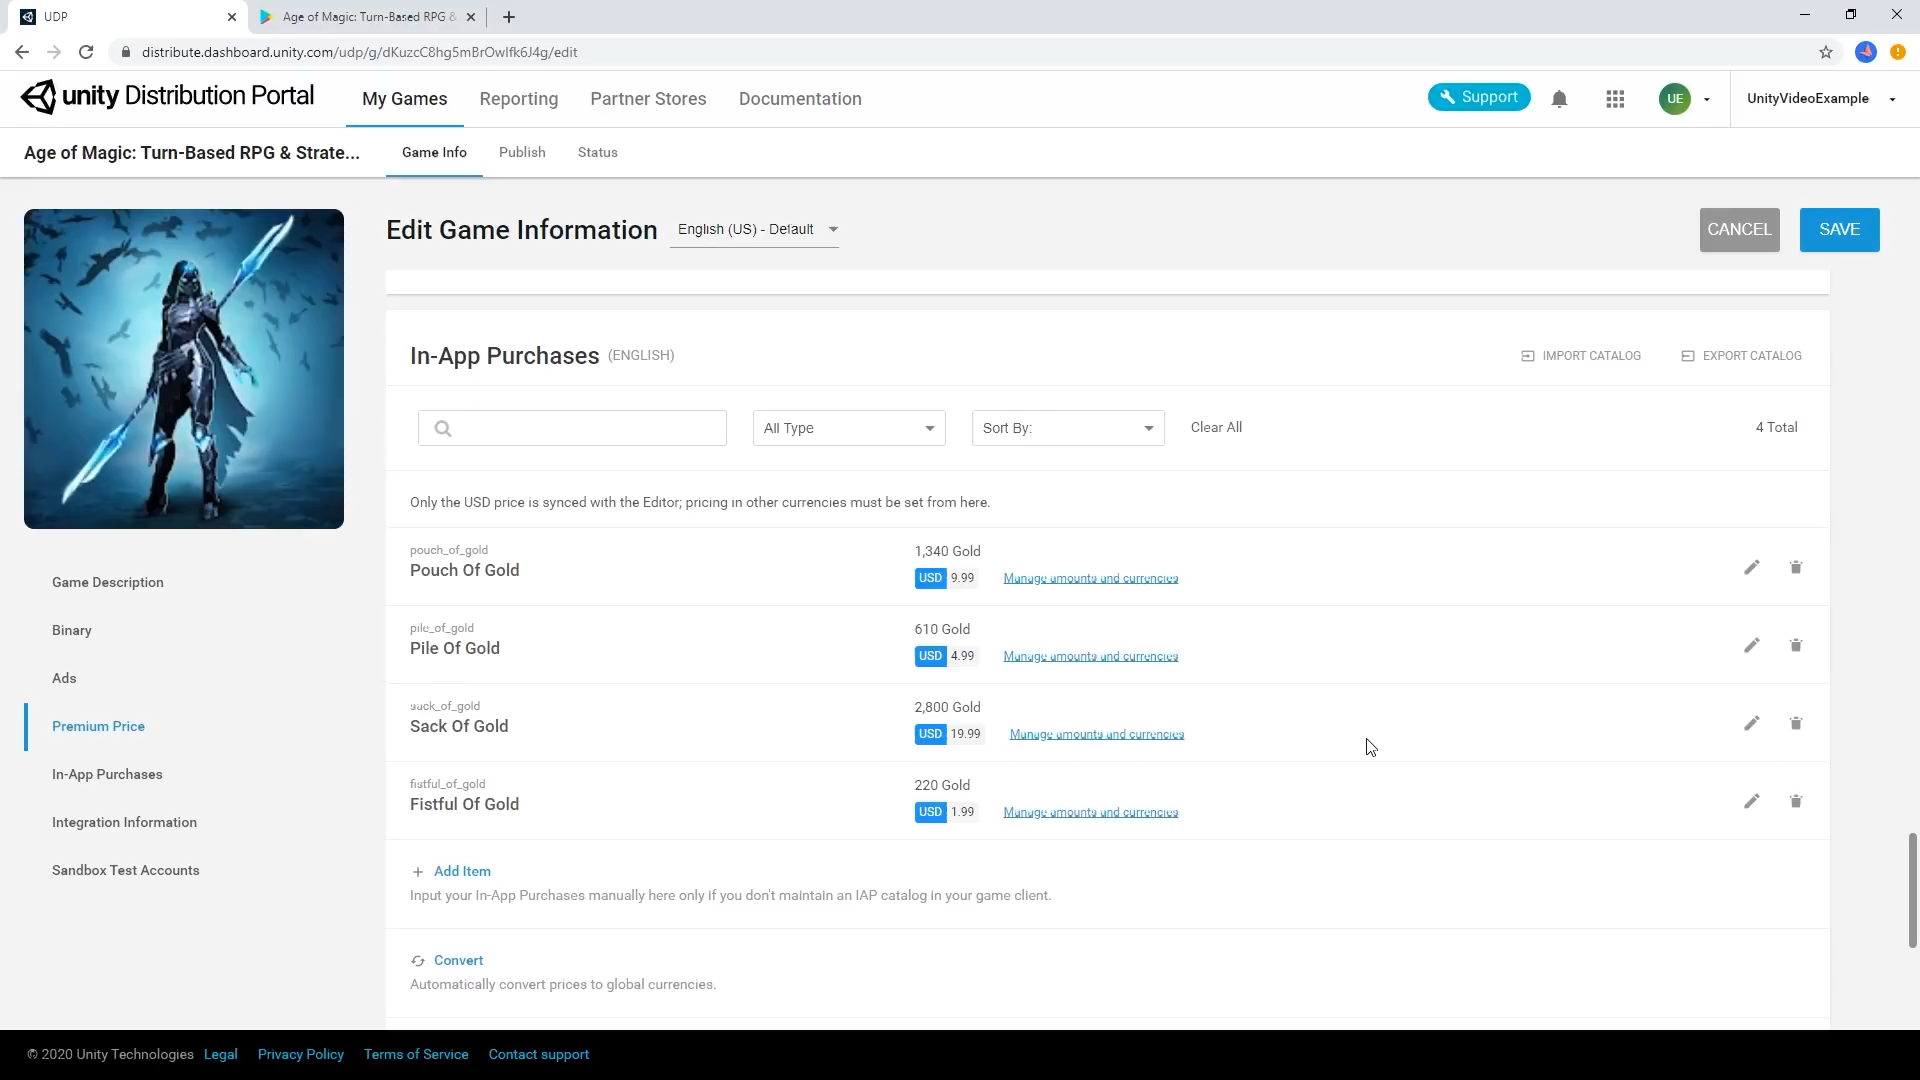 UDP
Age of Magic: Turn-Based RPG &
distribute.dashboard.unity.com/udp/g/dKuzcC8hg5mBrOwlfk6J4g/edit
unity Distribution Portal
My Games
Reporting
Partner Stores
Documentation
Support
UE
UnityVideoExample
Age of Magic: Turn-Based RPG & Strate...
Game Info
Publish
Status
Edit Game Information
English (US) - Default
CANCEL
SAVE
In-App Purchases (ENGLISH)
IMPORT CATALOG
EXPORT CATALOG
All Type
Sort By:
Clear All
4 Total
Only the USD price is synced with the Editor; pricing in other currencies must be set from here.
pouch_of_gold
Pouch Of Gold
1,340 Gold
USD 9.99
Manage amounts and currencies
pile_of_gold
Pile Of Gold
610 Gold
USD 4.99
Manage amounts and currencies
sack_of_gold
Sack Of Gold
2,800 Gold
USD 19.99
Manage amounts and currencies
fistful_of_gold
Fistful Of Gold
220 Gold
USD 1.99
Manage amounts and currencies
Add Item
Input your In-App Purchases manually here only if you don't maintain an IAP catalog in your game client.
Convert
Automatically convert prices to global currencies.
Game Description
Binary
Ads
Premium Price
In-App Purchases
Integration Information
Sandbox Test Accounts
© 2020 Unity Technologies Legal Privacy Policy Terms of Service Contact support